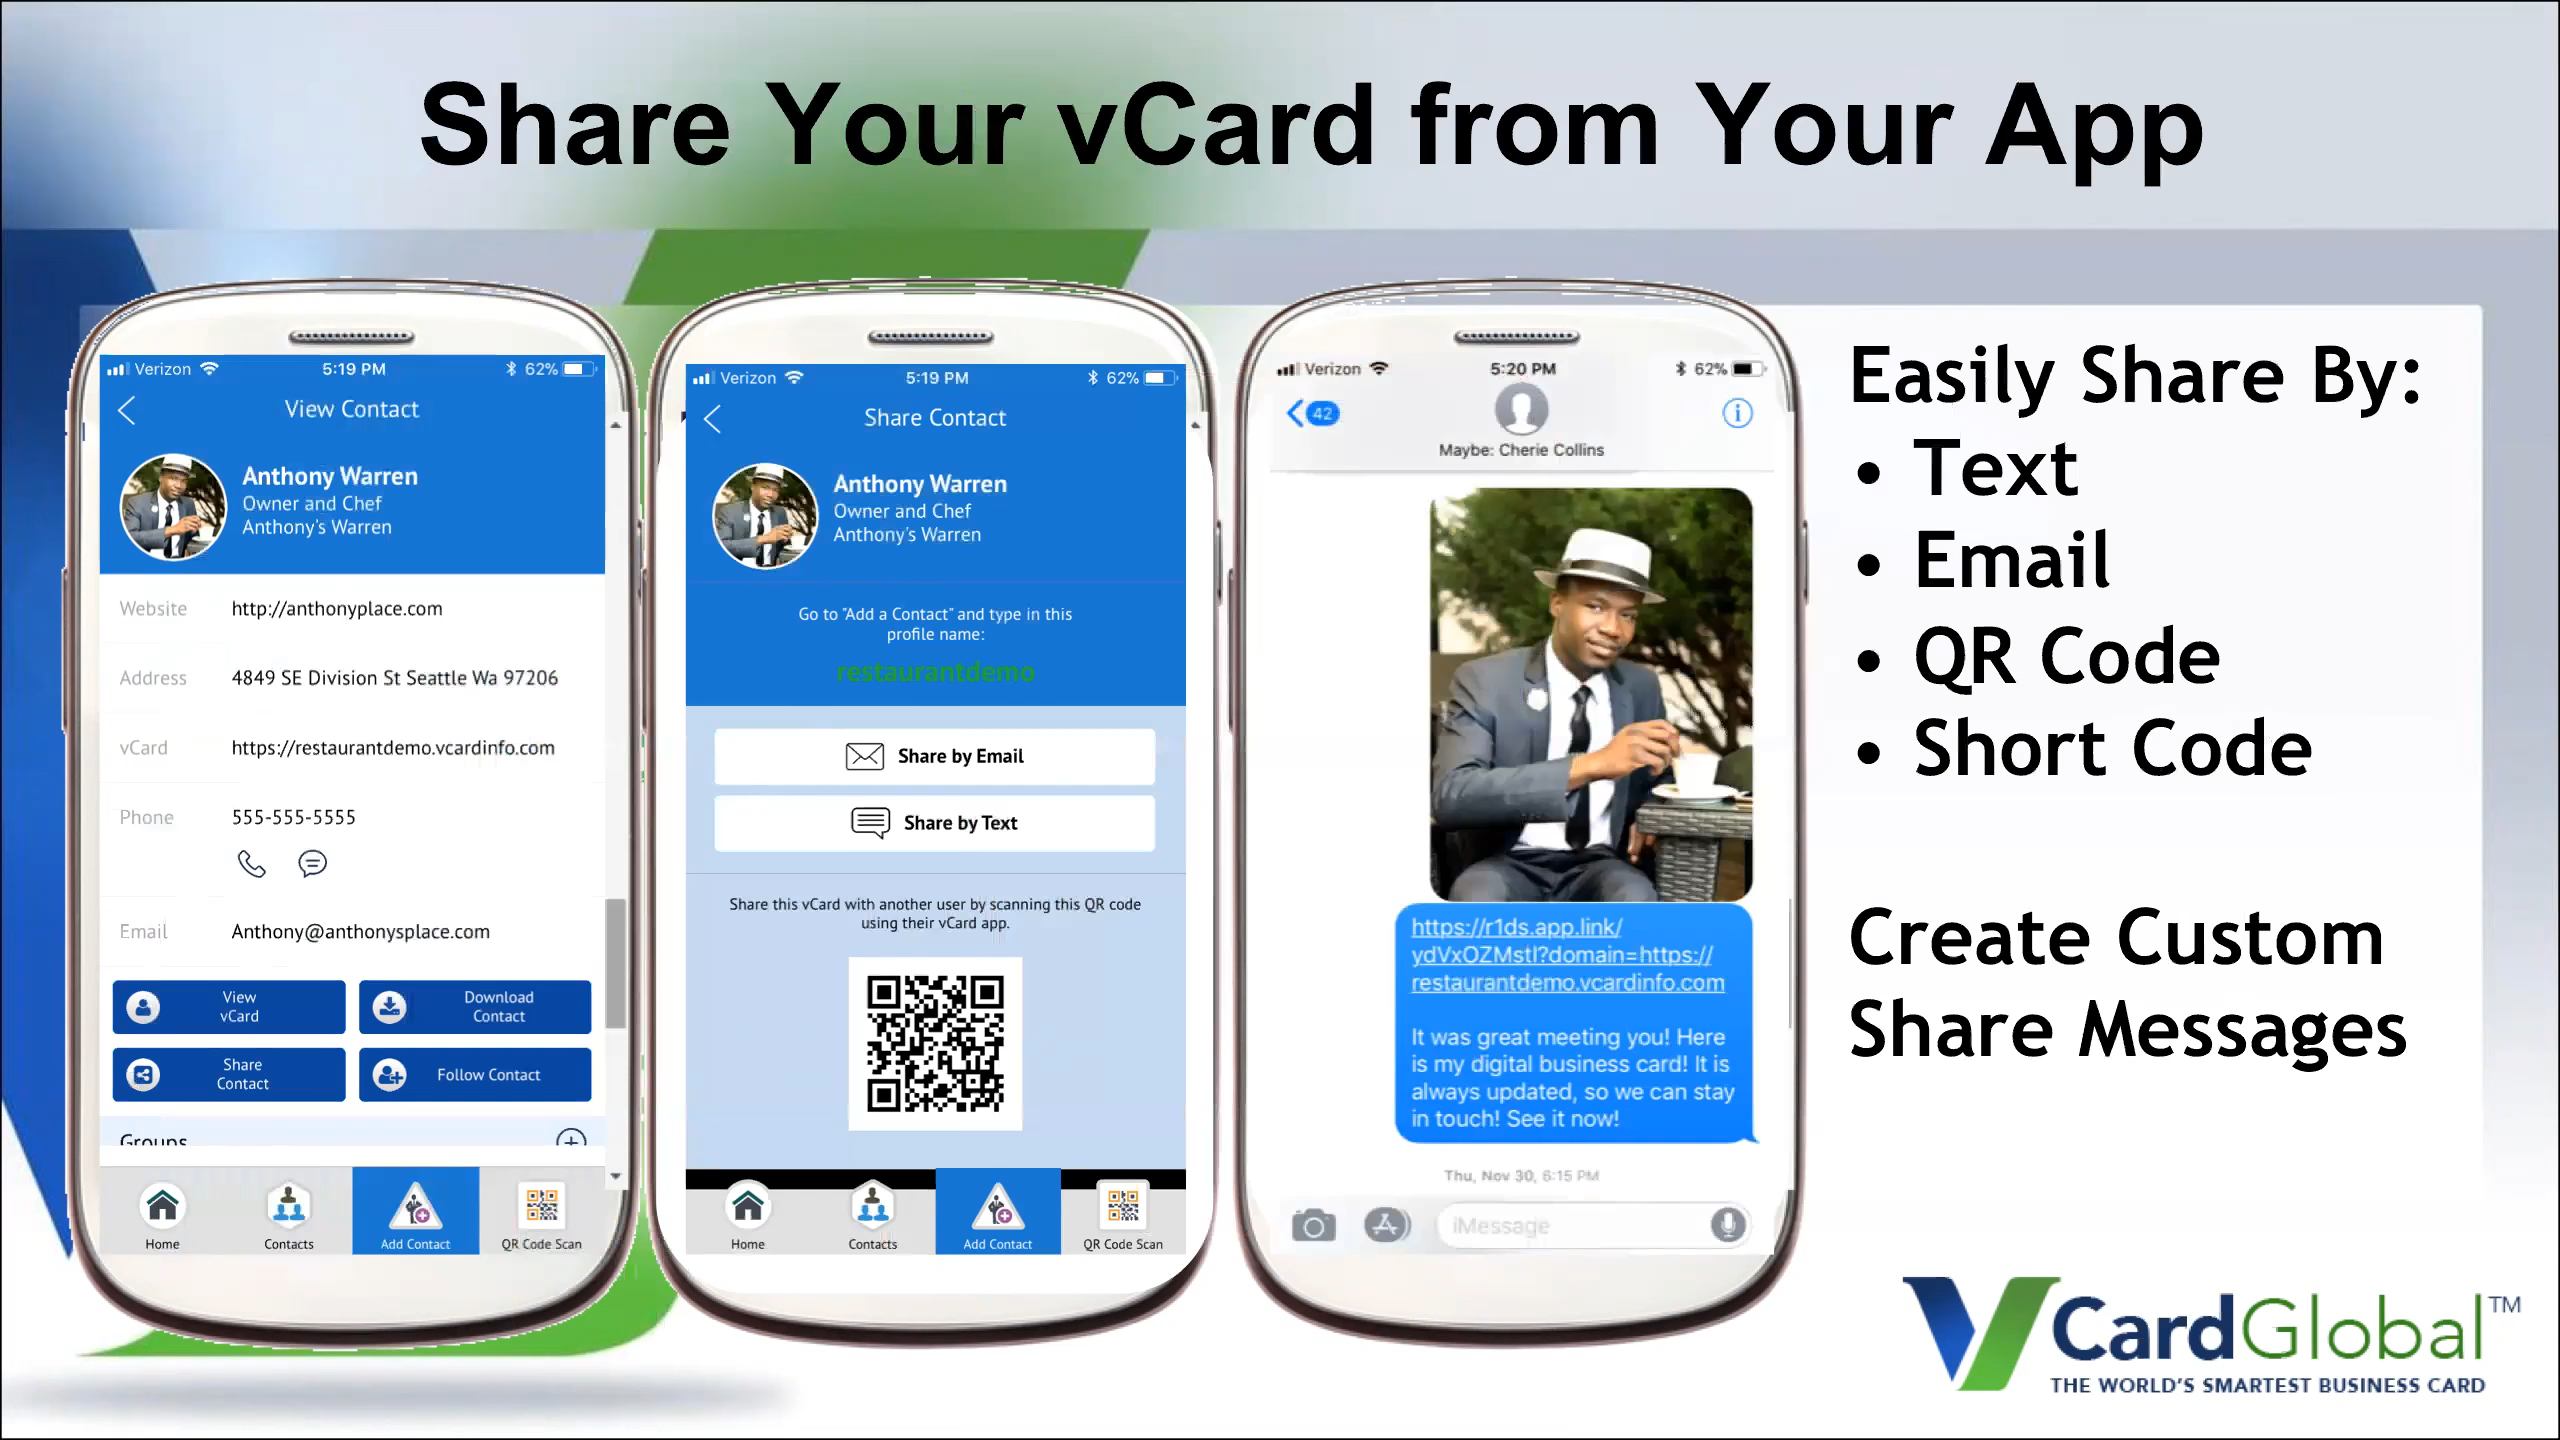 Share Your vCard from Your App
Verizon 5:19 PM 62%
View Contact
Anthony Warren
Owner and Chef
Anthony's Warren
Website http://anthonyplace.com
Address 4849 SE Division St Seattle Wa 97206
vCard https://restaurantdemo.vcardinfo.com
Phone 555-555-5555
Email Anthony@anthonysplace.com
View
vCard
Download
Contact
Share
Contact
Follow Contact
Groups
Home Contacts Add Contact QR Code Scan
Verizon 5:19 PM 62%
Share Contact
Anthony Warren
Owner and Chef
Anthony's Warren
Go to "Add a Contact" and type in this
profile name:
restaurantdemo
Share by Email
Share by Text
Share this vCard with another user by scanning this QR code
using their vCard app.
Home Contacts Add Contact QR Code Scan
Verizon 5:20 PM 62%
42
Maybe: Cherie Collins
https://r1ds.app.link/
ydVxOZMstI?domain=https://
restaurantdemo.vcardinfo.com
It was great meeting you! Here
is my digital business card! It is
always updated, so we can stay
in touch! See it now!
Thu, Nov 30, 6:15 PM
iMessage
Easily Share By:
• Text
• Email
• QR Code
• Short Code
Create Custom
Share Messages
VCardGlobal™
THE WORLD'S SMARTEST BUSINESS CARD